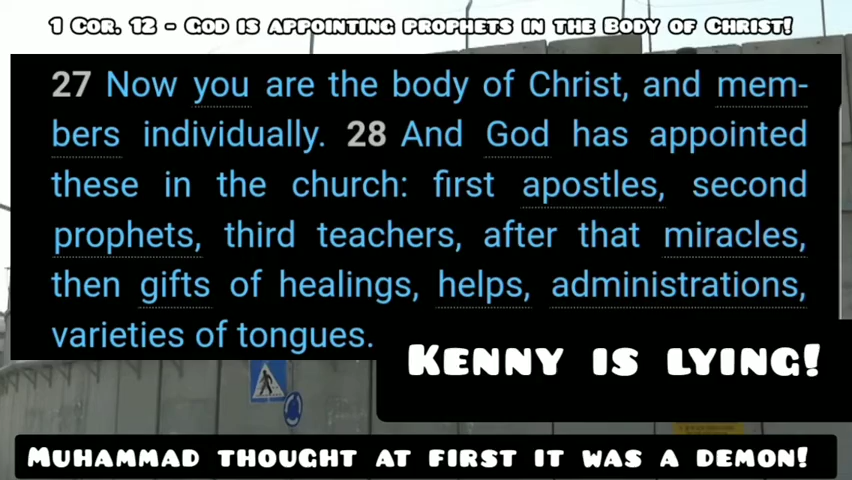 1 Cor. 12 - God is appointing prophets in the Body of Christ!
27 Now you are the body of Christ, and mem-
bers individually. 28 And God has appointed
these in the church: first apostles, second
prophets, third teachers, after that miracles,
then gifts of healings, helps, administrations,
varieties of tongues.
Kenny is lying!
Muhammad thought at first it was a demon!